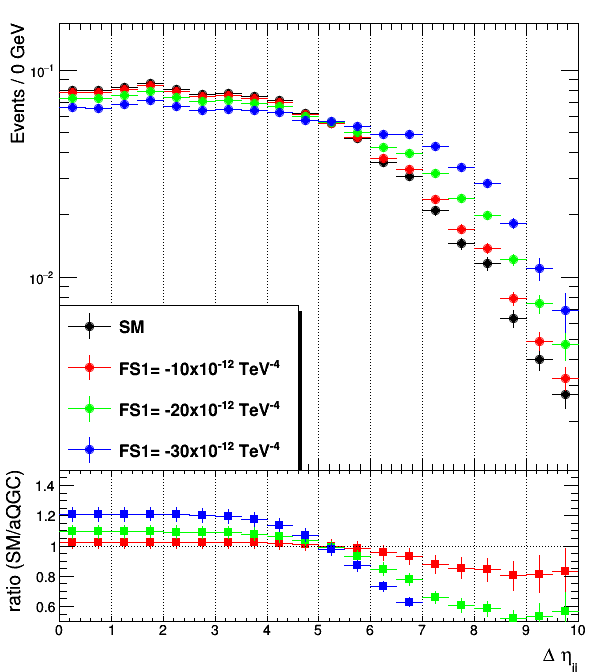 Events / 0 GeV
10⁻¹
10⁻²
SM
FS1= -10x10⁻¹² TeV⁻⁴
FS1= -20x10⁻¹² TeV⁻⁴
FS1= -30x10⁻¹² TeV⁻⁴
ratio (SM/aQGC)
1.4
1.2
1
0.8
0.6
0 1 2 3 4 5 6 7 8 9 10
Δ ηjj